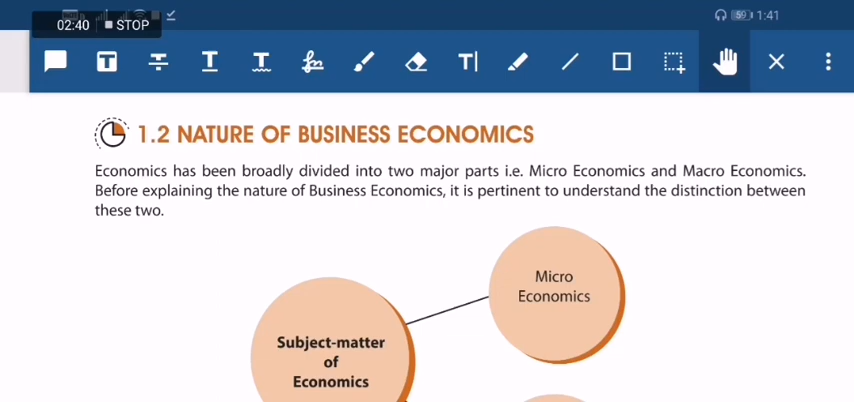 02:40 STOP
59 1:41
1.2 NATURE OF BUSINESS ECONOMICS
Economics has been broadly divided into two major parts i.e. Micro Economics and Macro Economics.
Before explaining the nature of Business Economics, it is pertinent to understand the distinction between
these two.
Micro
Economics
Subject-matter
of
Economics